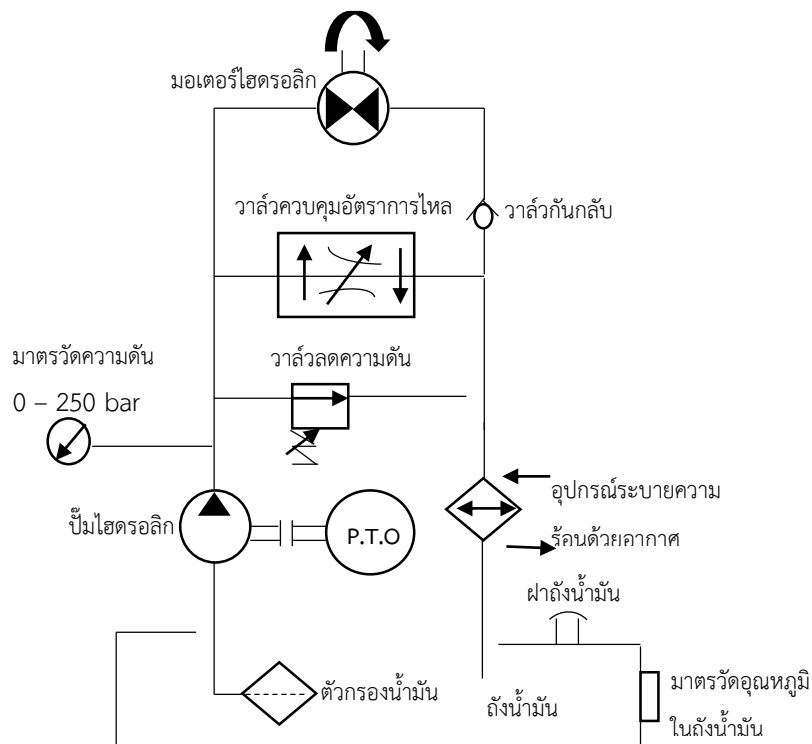 มอเตอร์ไฮดรอลิก
วาล์วควบคุมอัตราการไหล
วาล์วกันกลับ
มาตรวัดความดัน
0 – 250 bar
วาล์วลดความดัน
อุปกรณ์ระบายความ
ร้อนด้วยอากาศ
ปั๊มไฮดรอลิก
P.T.O
ฝาถังน้ำมัน
ตัวกรองน้ำมัน
ถังน้ำมัน
มาตรวัดอุณหภูมิ
ในถังน้ำมัน